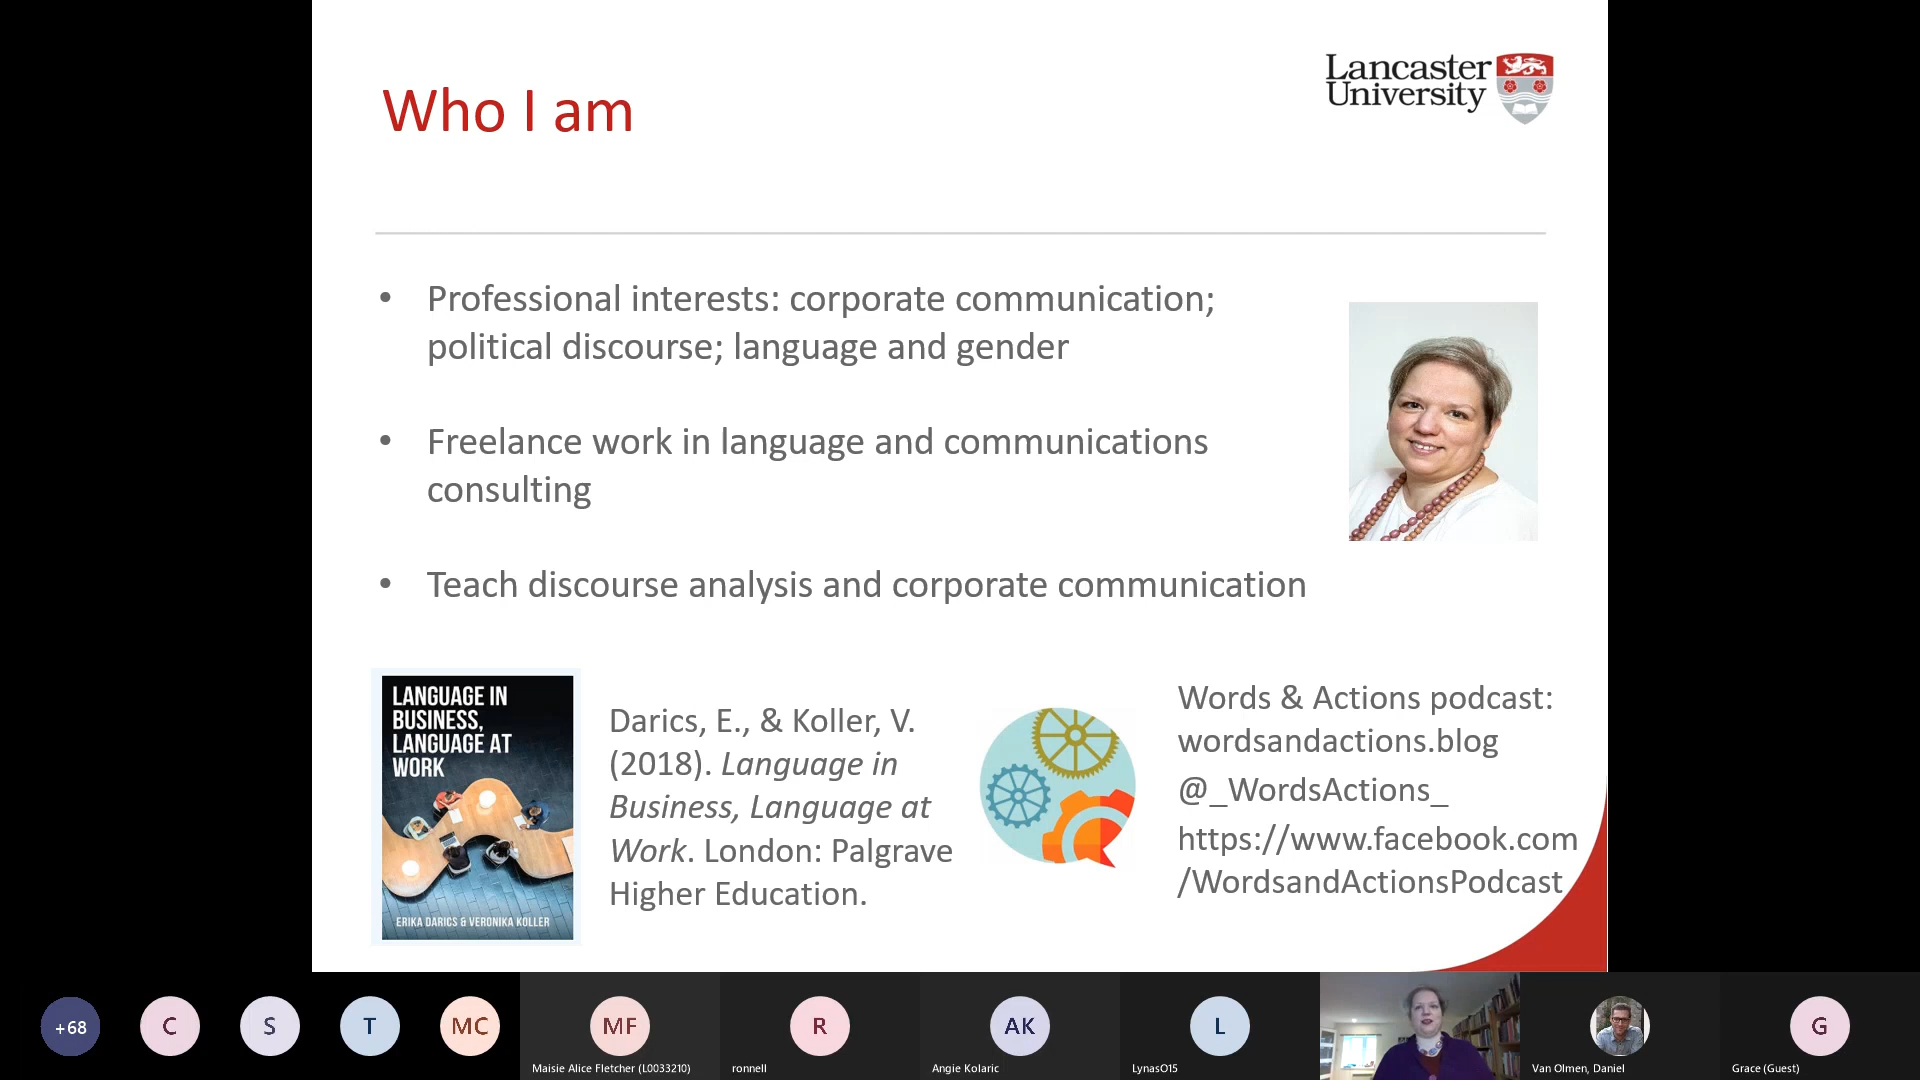 Who I am
Lancaster
University
• Professional interests: corporate communication;
political discourse; language and gender
• Freelance work in language and communications
consulting
• Teach discourse analysis and corporate communication
LANGUAGE IN
BUSINESS,
LANGUAGE AT
WORK
ERIKA DARICS & VERONIKA KOLLER
Darics, E., & Koller, V.
(2018). Language in
Business, Language at
Work. London: Palgrave
Higher Education.
Words & Actions podcast:
wordsandactions.blog
@_WordsActions_
https://www.facebook.com
/WordsandActionsPodcast
+68
C
S
T
MC
MF
Maisie Alice Fletcher (L0033210)
R
ronnell
AK
Angie Kolaric
L
LynasO15
Van Olmen, Daniel
G
Grace (Guest)